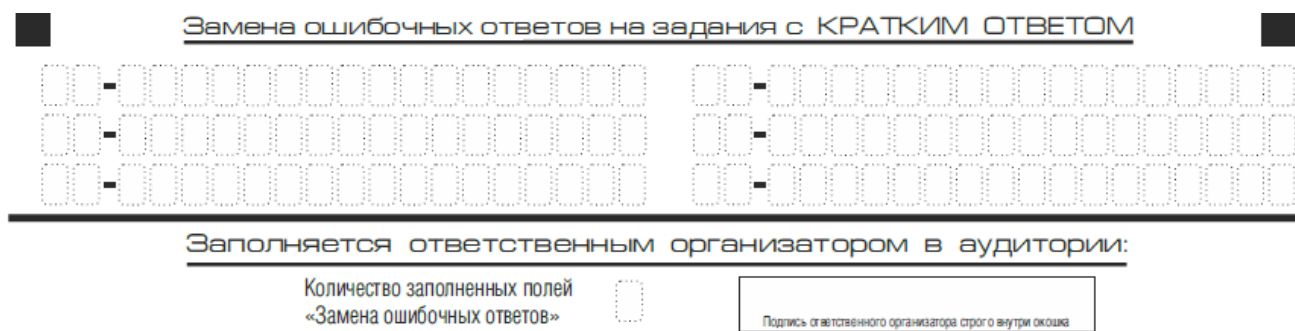 Замена ошибочных ответов на задания с КРАТКИМ ОТВЕТОМ
Заполняется ответственным организатором в аудитории:
Количество заполненных полей
«Замена ошибочных ответов»
Подпись ответственного организатора строго внутри окошка